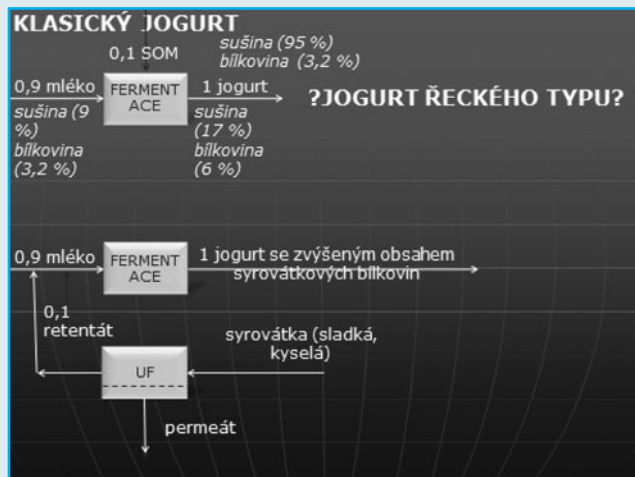 KLASICKÝ JOGURT
sušina (95 %)
0,1 SOM
bílkovina (3,2 %)
0,9 mléko
FERMENT
ACE
1 jogurt
?JOGURT ŘECKÉHO TYPU?
sušina (9
%)
bílkovina
(3,2 %)
sušina
(17 %)
bílkovina
(6 %)
0,9 mléko
FERMENT
ACE
1 jogurt se zvýšeným obsahem
syrovátkových bílkovin
0,1
retentát
syrovátka (sladká,
kyselá)
UF
permeát